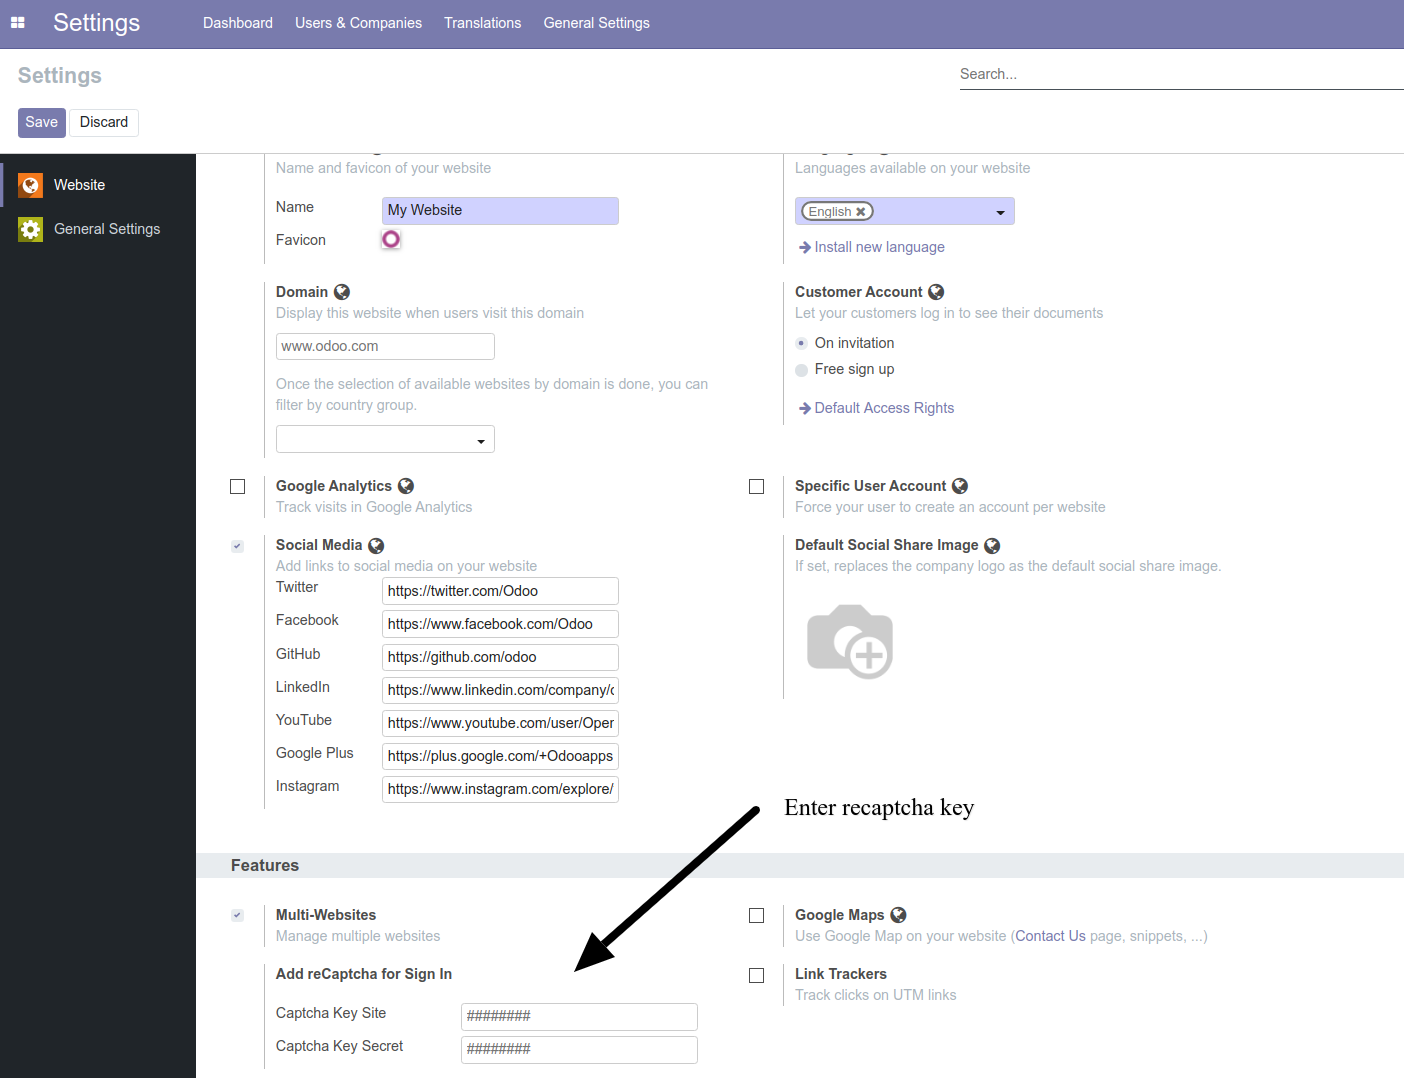 Settings
Dashboard
Users & Companies
Translations
General Settings
Settings
Search...
Save
Discard
Website
General Settings
Name and favicon of your website
Name
My Website
Favicon
Languages available on your website
English
Install new language
Domain
Display this website when users visit this domain
www.odoo.com
Once the selection of available websites by domain is done, you can
filter by country group.
Customer Account
Let your customers log in to see their documents
On invitation
Free sign up
Default Access Rights
Google Analytics
Track visits in Google Analytics
Specific User Account
Force your user to create an account per website
Social Media
Add links to social media on your website
Twitter
https://twitter.com/Odoo
Facebook
https://www.facebook.com/Odoo
GitHub
https://github.com/odoo
LinkedIn
https://www.linkedin.com/company/
YouTube
https://www.youtube.com/user/Oper
Google Plus
https://plus.google.com/+Odooapps
Instagram
https://www.instagram.com/explore/
Default Social Share Image
If set, replaces the company logo as the default social share image.
Enter recaptcha key
Features
Multi-Websites
Manage multiple websites
Google Maps
Use Google Map on your website (Contact Us page, snippets, ...)
Add reCaptcha for Sign In
Captcha Key Site
########
Captcha Key Secret
########
Link Trackers
Track clicks on UTM links